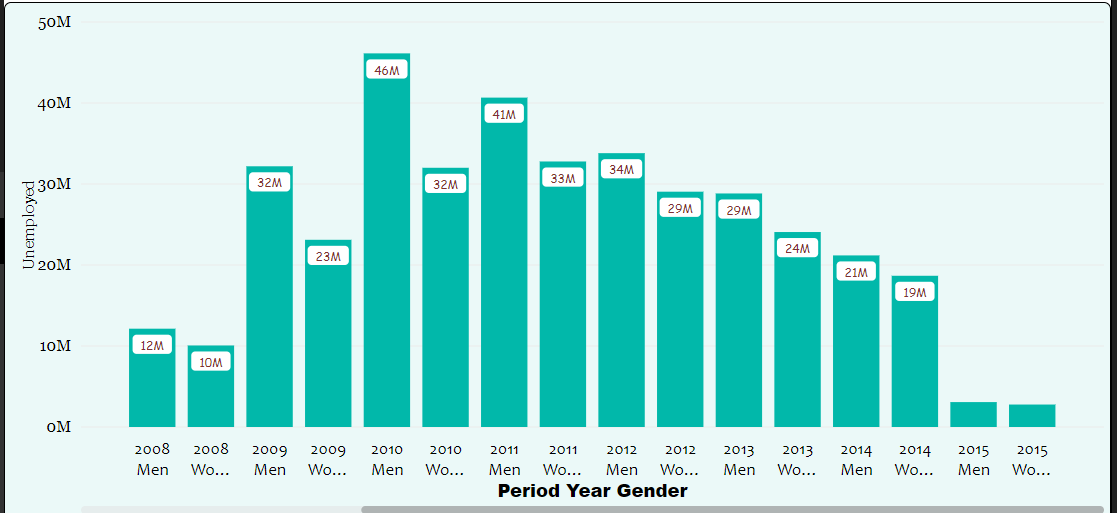 50M
40M
30M
20M
10M
0M
Unemployed
12M
10M
32M
23M
46M
32M
41M
33M
34M
29M
29M
24M
21M
19M
2008 Men
2008 Wo...
2009 Men
2009 Wo...
2010 Men
2010 Wo...
2011 Men
2011 Wo...
2012 Men
2012 Wo...
2013 Men
2013 Wo...
2014 Men
2014 Wo...
2015 Men
2015 Wo...
Period Year Gender